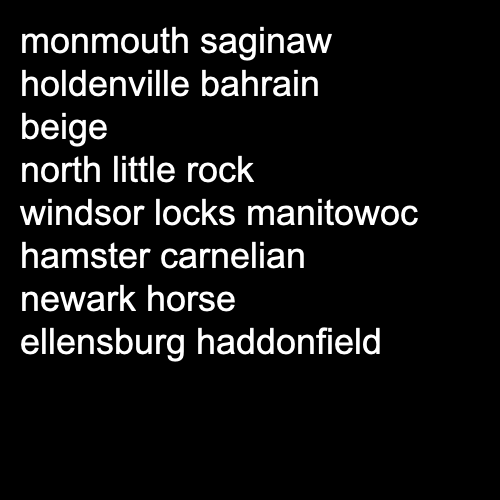 monmouth saginaw
holdenville bahrain
beige
north little rock
windsor locks manitowoc
hamster carnelian
newark horse
ellensburg haddonfield